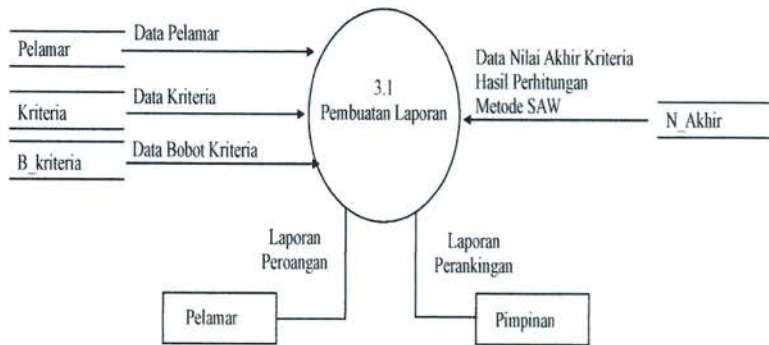 Pelamar
Data Pelamar
Kriteria
Data Kriteria
B_kriteria
Data Bobot Kriteria
3.1
Pembuatan Laporan
Data Nilai Akhir Kriteria
Hasil Perhitungan
Metode SAW
N_Akhir
Laporan
Peroangan
Laporan
Perankingan
Pelamar
Pimpinan